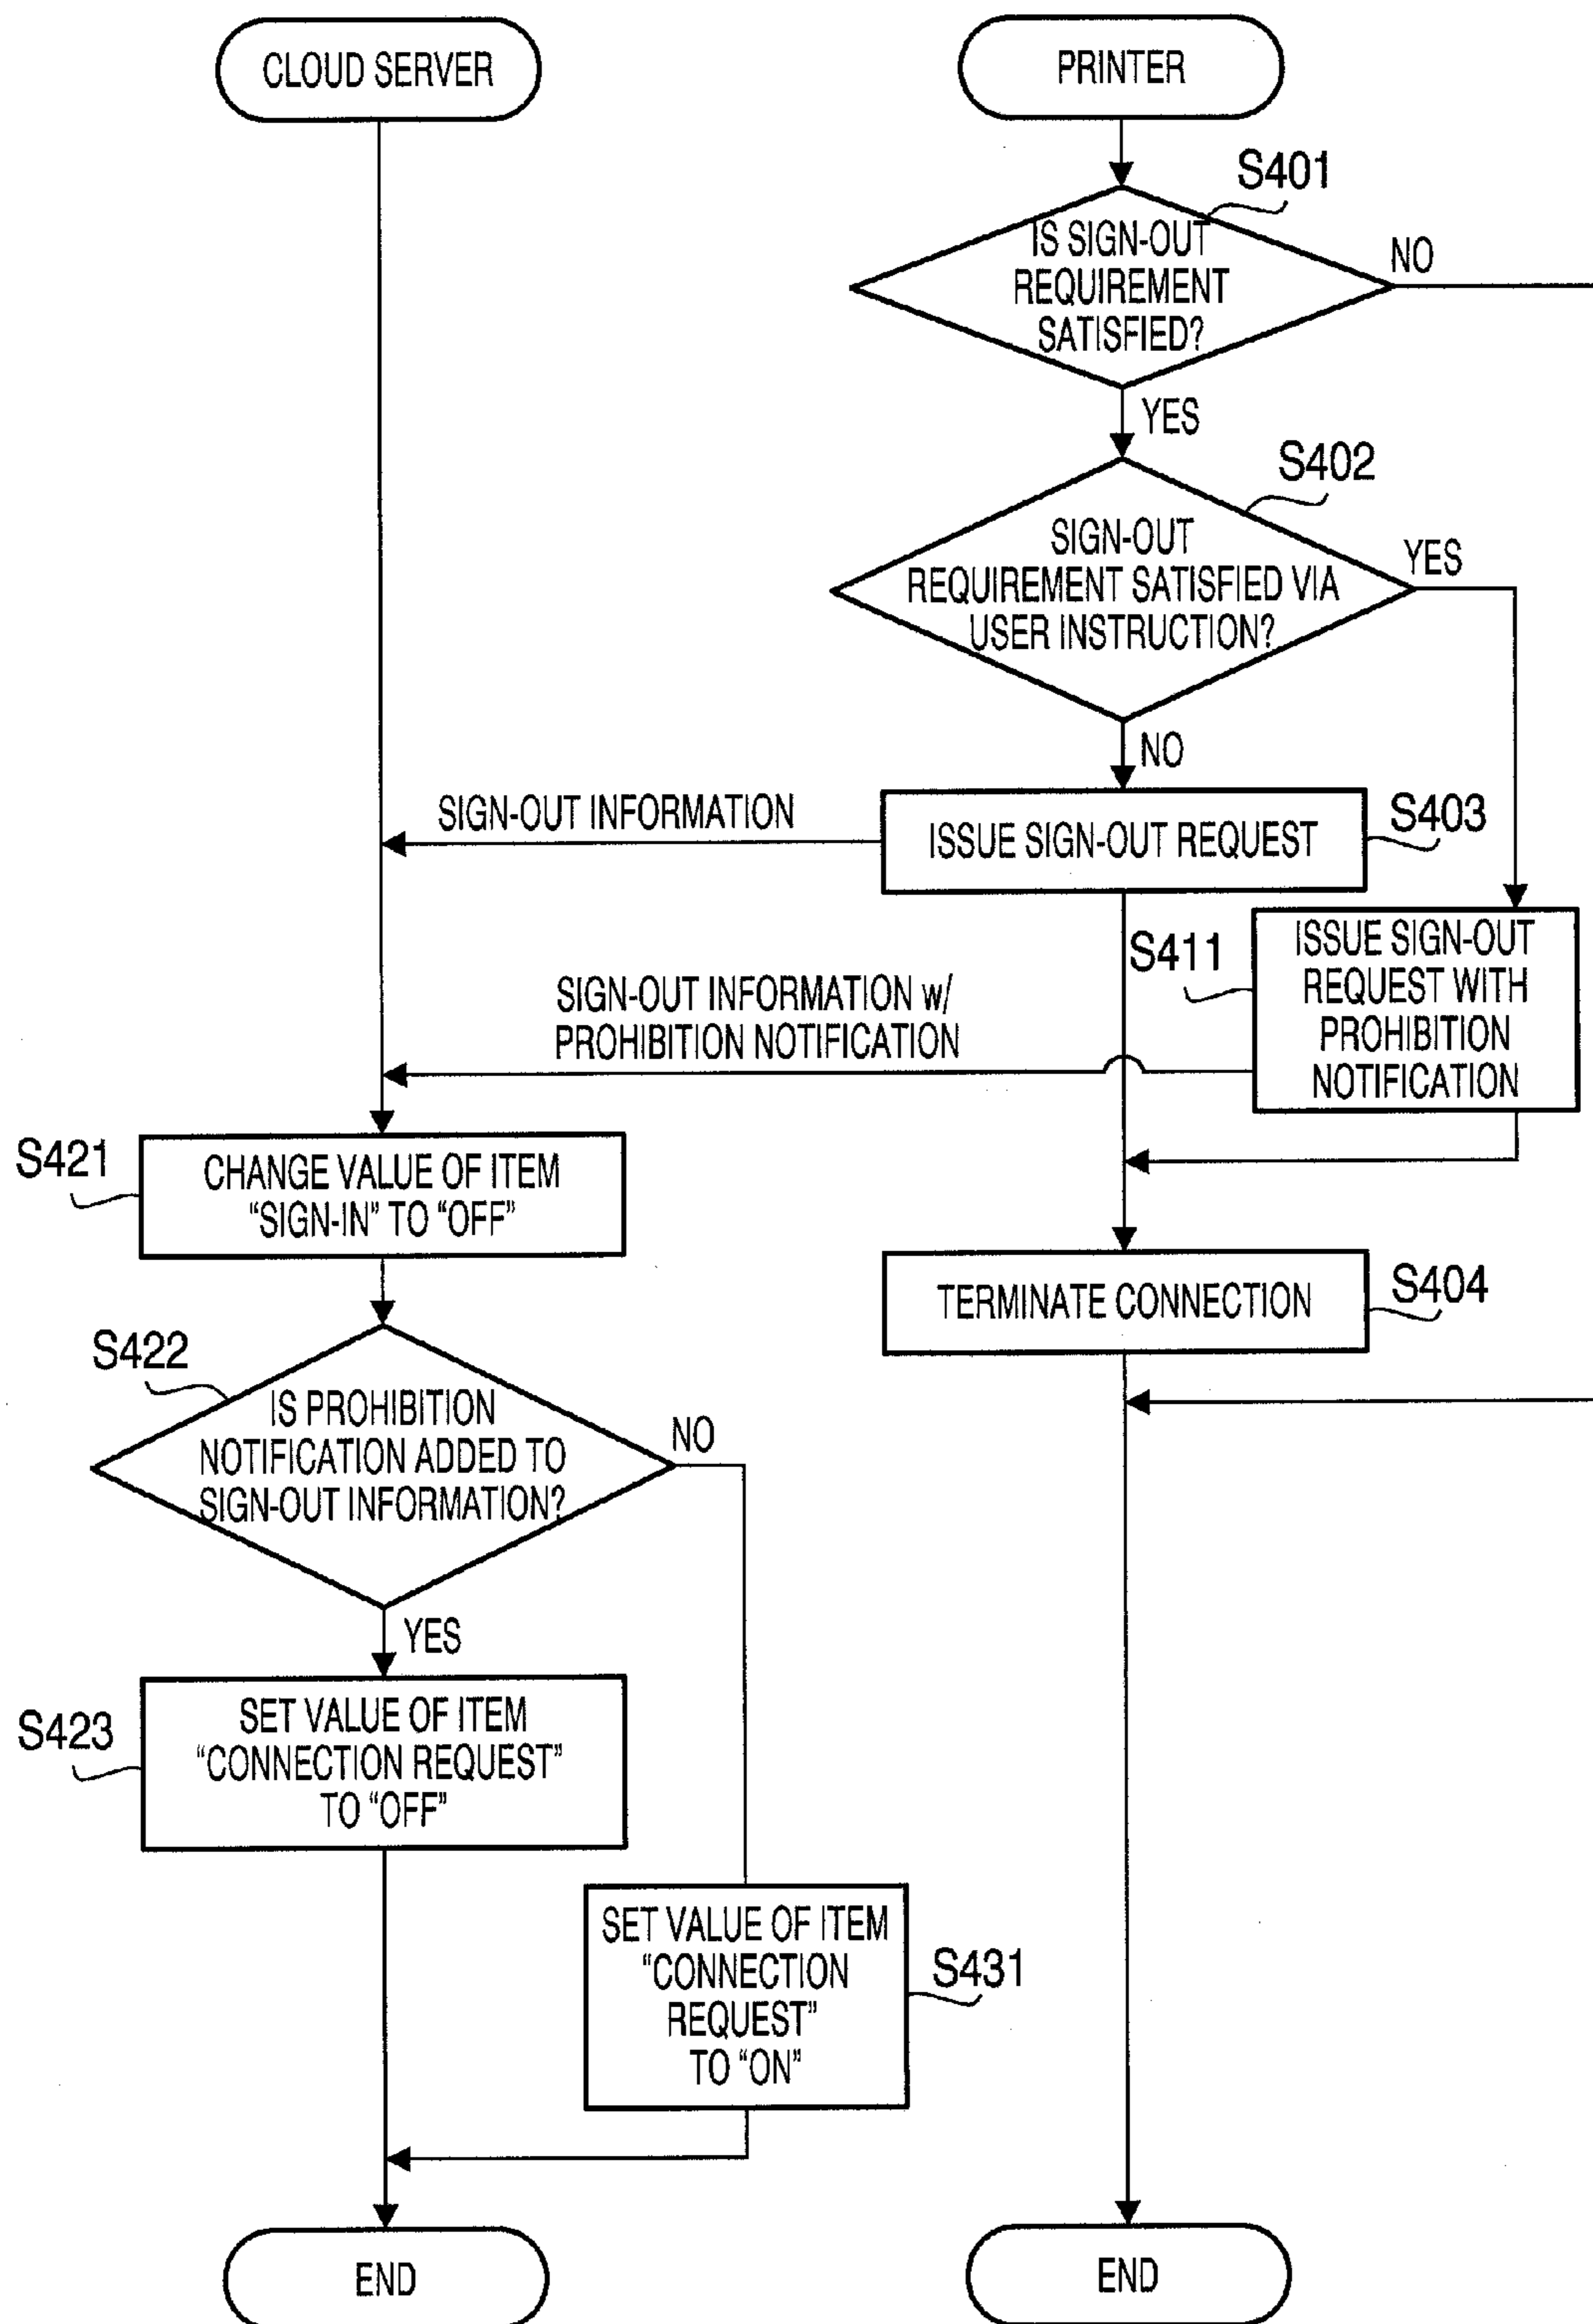 CLOUD SERVER
PRINTER
S401
IS SIGN-OUT
REQUIREMENT
SATISFIED?
NO
YES
S402
SIGN-OUT
REQUIREMENT SATISFIED VIA
USER INSTRUCTION?
YES
NO
SIGN-OUT INFORMATION
ISSUE SIGN-OUT REQUEST
S403
S411
ISSUE SIGN-OUT
REQUEST WITH
PROHIBITION
NOTIFICATION
SIGN-OUT INFORMATION w/
PROHIBITION NOTIFICATION
S421
CHANGE VALUE OF ITEM
“SIGN-IN” TO “OFF”
TERMINATE CONNECTION
S404
S422
IS PROHIBITION
NOTIFICATION ADDED TO
SIGN-OUT INFORMATION?
NO
YES
S423
SET VALUE OF ITEM
“CONNECTION REQUEST”
TO “OFF”
SET VALUE OF ITEM
“CONNECTION
REQUEST”
TO “ON”
S431
END
END